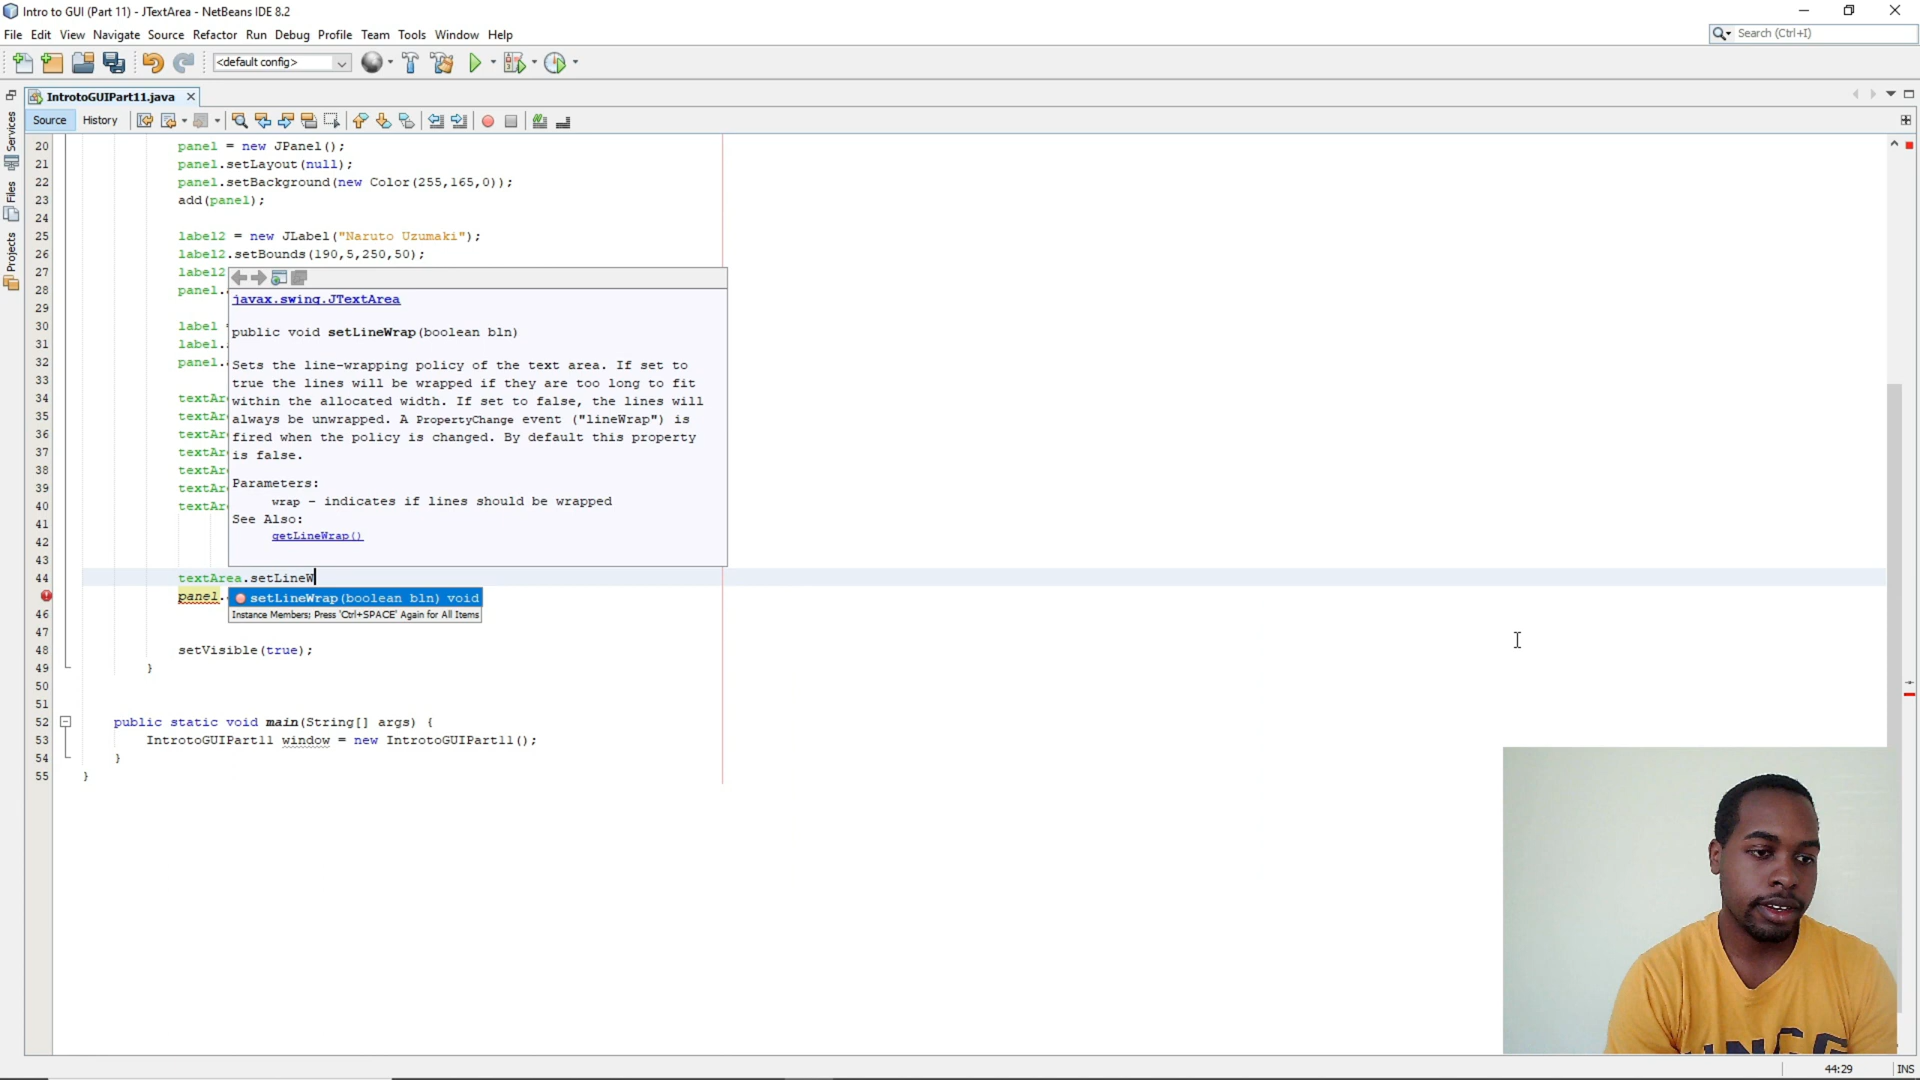 Intro to GUI (Part 11) - JTextArea - NetBeans IDE 8.2
File Edit View Navigate Source Refactor Run Debug Profile Team Tools Window Help
Search (Ctrl+I)
<default config>
IntrotoGUIPart11.java
Source History
Services
Files
Projects
20 panel = new JPanel();
21 panel.setLayout(null);
22 panel.setBackground(new Color(255,165,0));
23 add(panel);
24
25 label2 = new JLabel("Naruto Uzumaki");
26 label2.setBounds(190,5,250,50);
27 label2
28 panel.
29
30 label
31 label.
32 panel.
33
34 textAr
35 textAr
36 textAr
37 textAr
38 textAr
39 textAr
40 textAr
41
42
43
javax.swing.JTextArea
public void setLineWrap(boolean bln)
Sets the line-wrapping policy of the text area. If set to
true the lines will be wrapped if they are too long to fit
within the allocated width. If set to false, the lines will
always be unwrapped. A PropertyChange event ("lineWrap") is
fired when the policy is changed. By default this property
is false.
Parameters:
wrap - indicates if lines should be wrapped
See Also:
getLineWrap()
44 textArea.setLineW
panel.
setLineWrap(boolean bln) void
Instance Members; Press 'Ctrl+SPACE' Again for All Items
46
47
48 setVisible(true);
49 }
50
51
52 public static void main(String[] args) {
53 IntrotoGUIPart11 window = new IntrotoGUIPart11();
54 }
55 }
44:29 INS